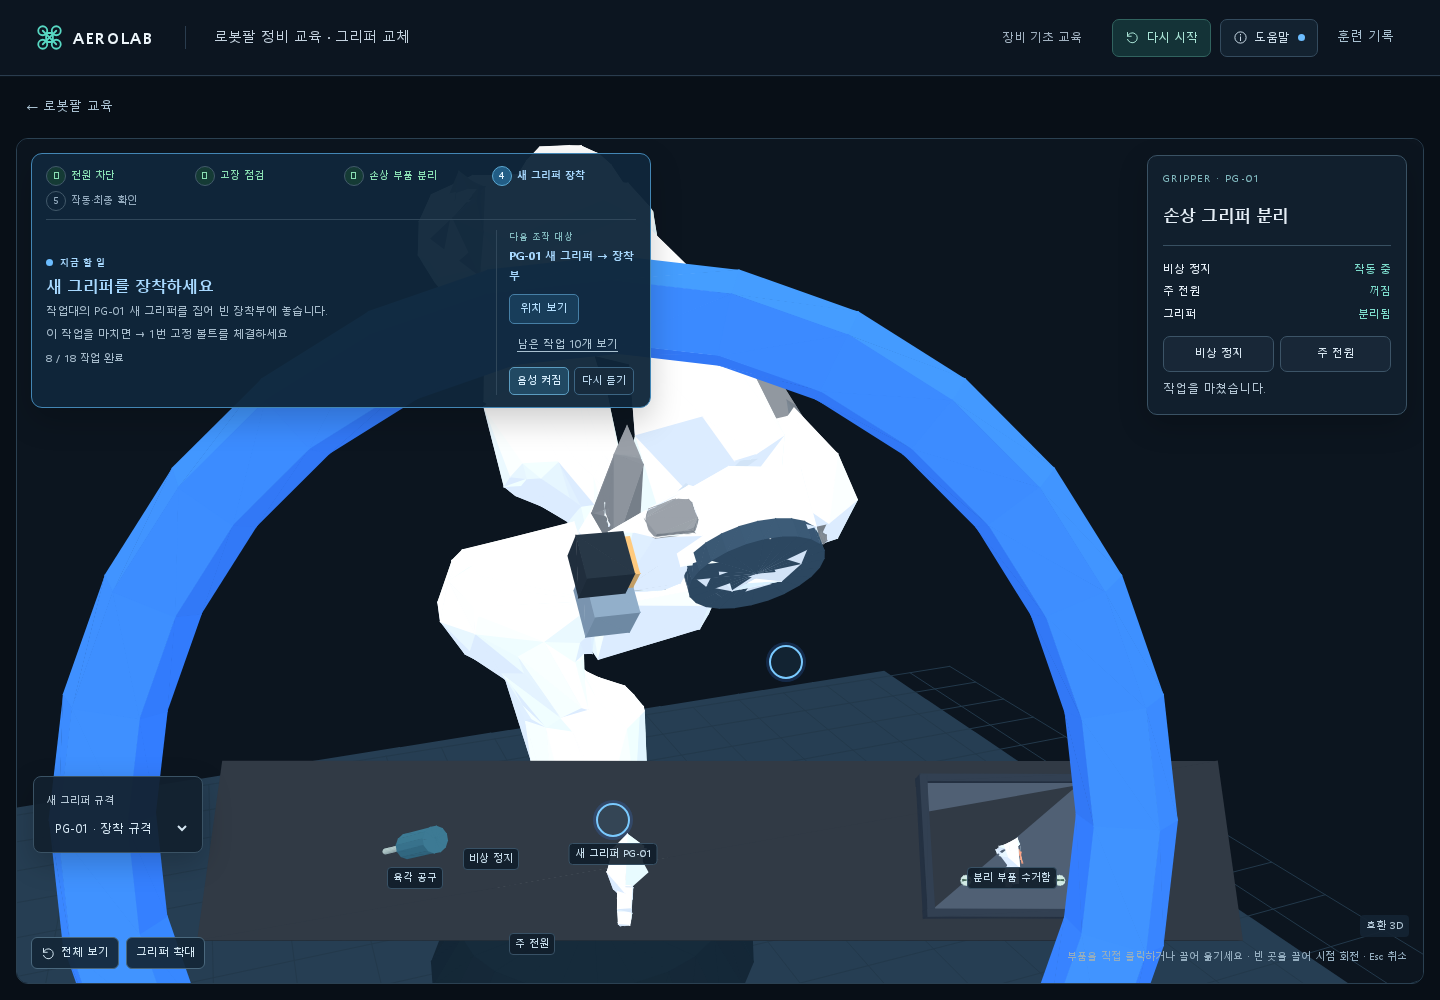 AEROLAB
로봇팔 정비 교육 · 그리퍼 교체
장비 기초 교육
다시 시작
도움말
훈련 기록
← 로봇팔 교육
전원 차단
고장 점검
손상 부품 분리
4 새 그리퍼 장착
5 작동·최종 확인
지금 할 일
새 그리퍼를 장착하세요
작업대의 PG-01 새 그리퍼를 집어 빈 장착부에 놓습니다.
이 작업을 마치면 → 1번 고정 볼트를 체결하세요
8 / 18 작업 완료
다음 조작 대상
PG-01 새 그리퍼 → 장착
부
위치 보기
남은 작업 10개 보기
음성 켜짐
다시 듣기
GRIPPER · PG-01
손상 그리퍼 분리
비상 정지 작동 중
주 전원 꺼짐
그리퍼 분리됨
비상 정지
주 전원
작업을 마쳤습니다.
새 그리퍼 규격
PG-01 · 장착 규격
육각 공구
비상 정지
새 그리퍼 PG-01
분리 부품 수거함
주 전원
전체 보기
그리퍼 확대
호환 3D
부품을 직접 클릭하거나 끌어 옮기세요 · 빈 곳을 끌어 시점 회전 · Esc 취소